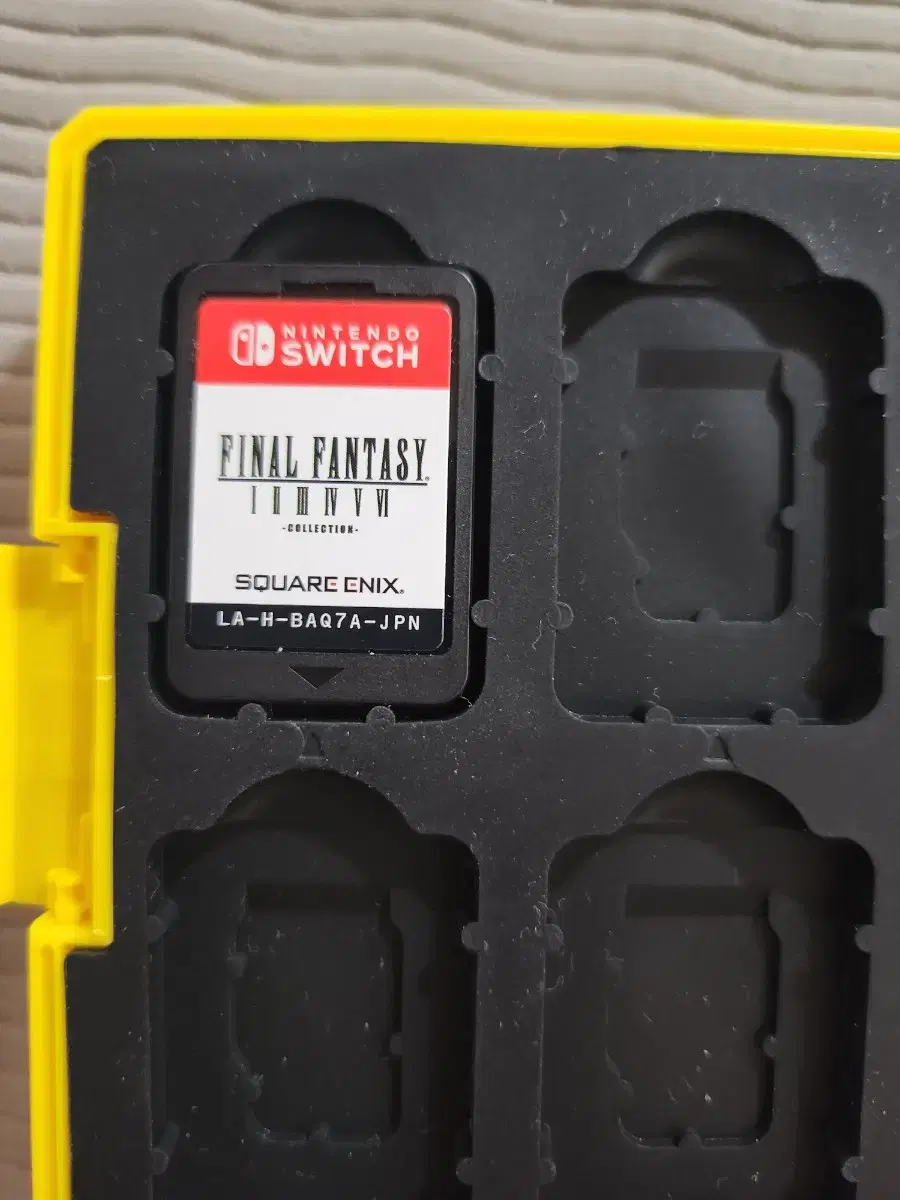 NINTENDO
SWITCH
FINAL FANTASY®
I II III IV V VI
-COLLECTION-
SQUARE ENIX®
LA-H-BAQ7A-JPN